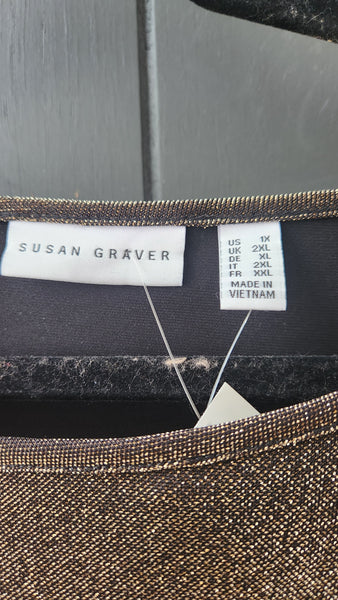 SUSAN GRAVER
US 1X
UK 2XL
DE XL
IT 2XL
FR XXL
MADE IN
VIETNAM